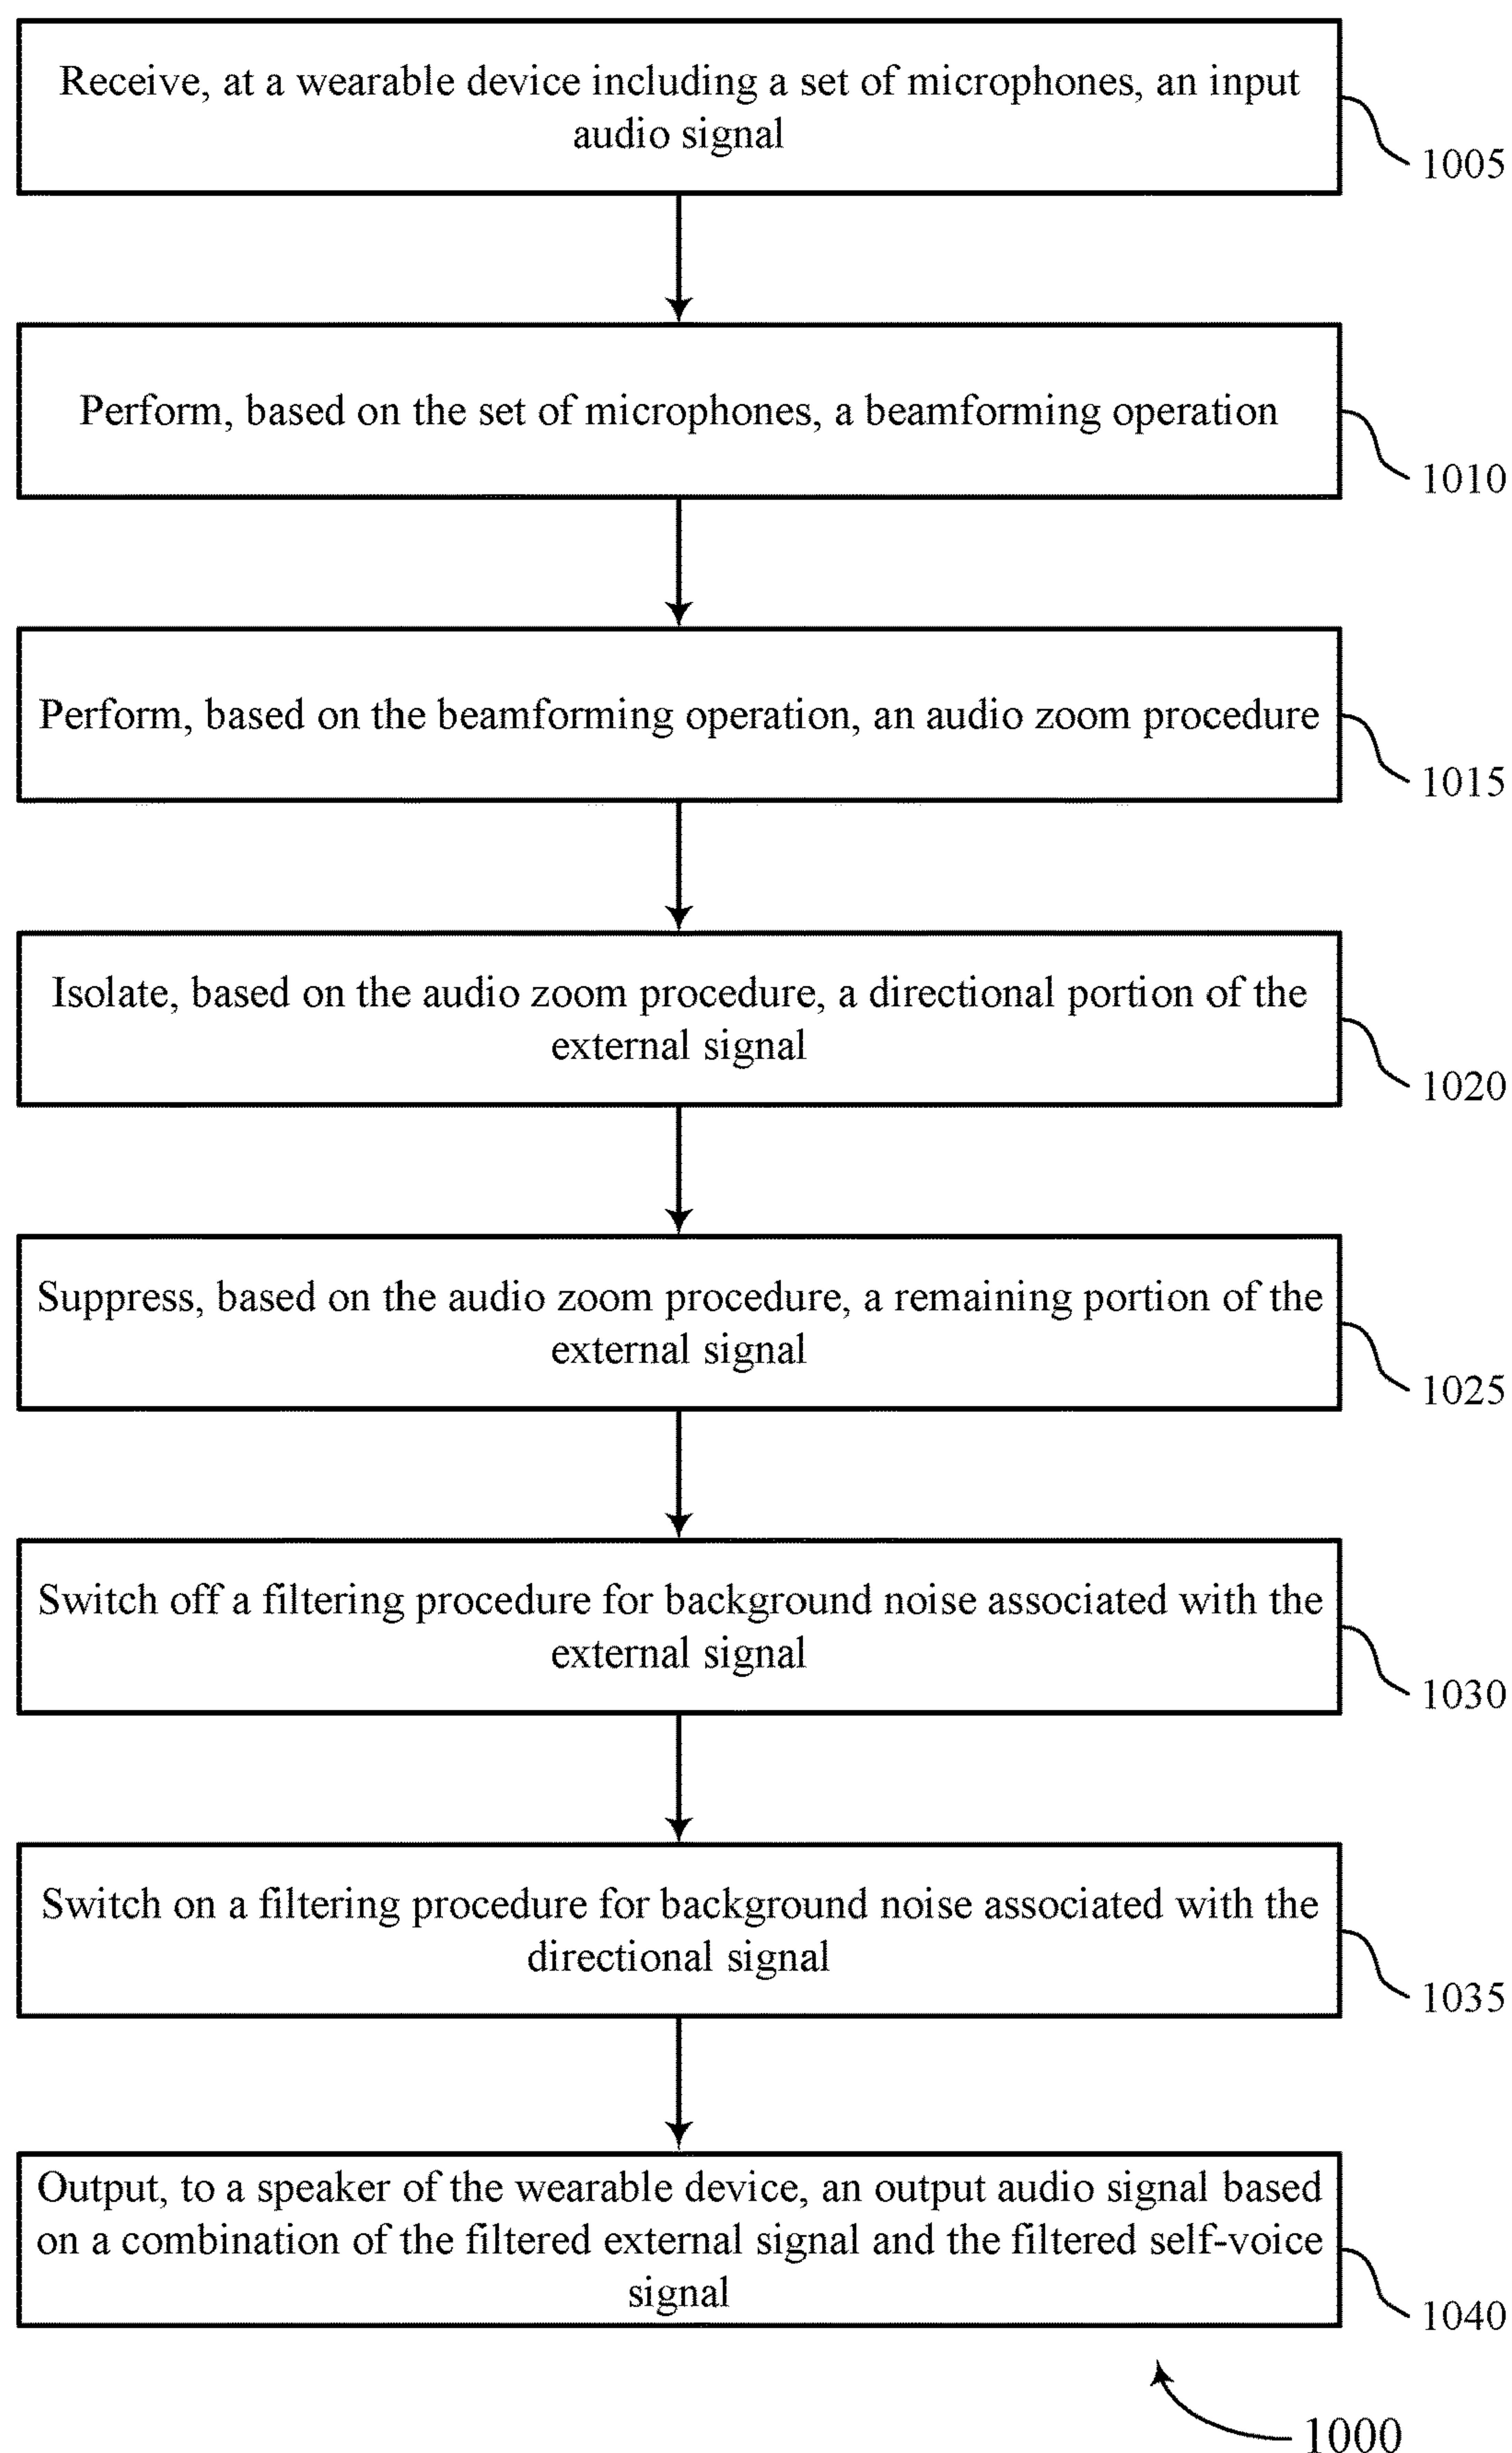 Receive, at a wearable device including a set of microphones, an input
audio signal
1005
Perform, based on the set of microphones, a beamforming operation
1010
Perform, based on the beamforming operation, an audio zoom procedure
1015
Isolate, based on the audio zoom procedure, a directional portion of the
external signal
1020
Suppress, based on the audio zoom procedure, a remaining portion of the
external signal
1025
Switch off a filtering procedure for background noise associated with the
external signal
1030
Switch on a filtering procedure for background noise associated with the
directional signal
1035
Output, to a speaker of the wearable device, an output audio signal based
on a combination of the filtered external signal and the filtered self-voice
signal
1040
1000